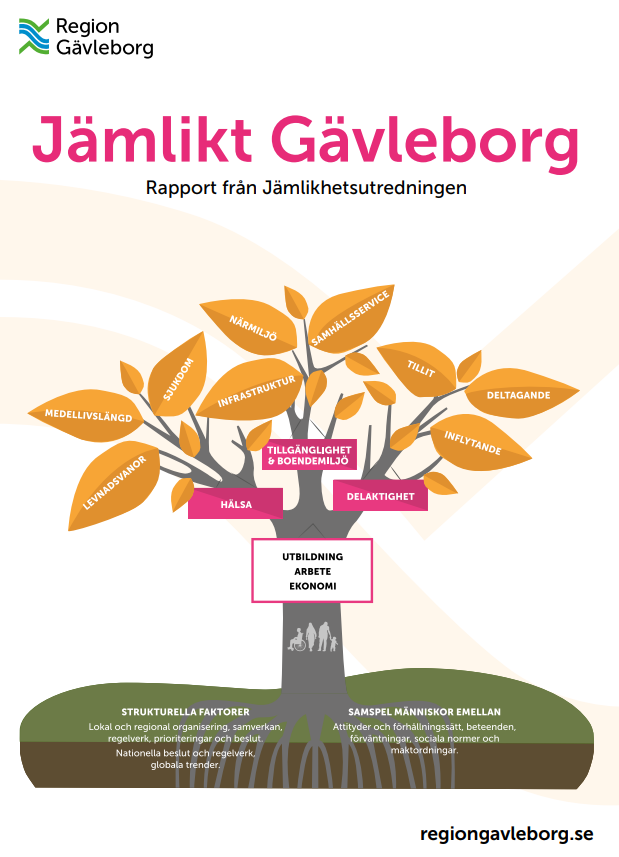 Region
Gävleborg
Jämlikt Gävleborg
Rapport från Jämlikhetsutredningen
NÄRMILJÖ
SAMHÄLLSSERVICE
SJUKDOM
INFRASTRUKTUR
TILLIT
DELTAGANDE
MEDELLIVSLÄNGD
INFLYTANDE
LEVNADSVANOR
TILLGÄNGLIGHET
& BOENDEMILJÖ
HÄLSA
DELAKTIGHET
UTBILDNING
ARBETE
EKONOMI
STRUKTURELLA FAKTORER
Lokal och regional organisering, samverkan,
regelverk, prioriteringar och beslut.
Nationella beslut och regelverk,
globala trender.
SAMSPEL MÄNNISKOR EMELLAN
Attityder och förhållningssätt, beteenden,
förväntningar, sociala normer och
maktordningar.
regiongavleborg.se